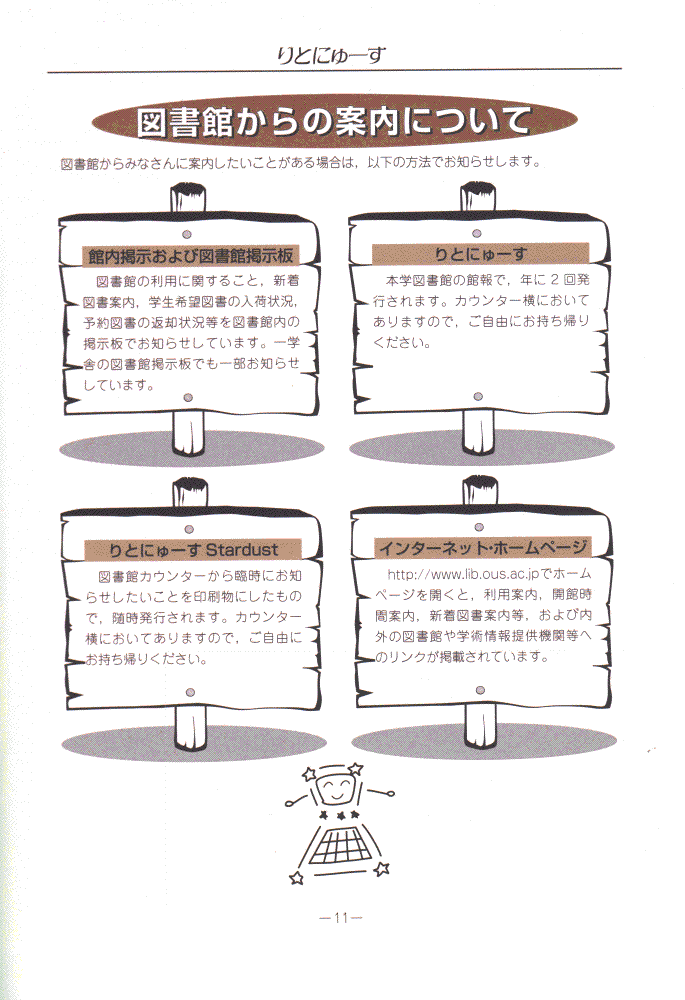 りとにゅーす
図書館からの案内について
図書館からみなさんに案内したいことがある場合は，以下の方法でお知らせします。
館内掲示および図書館掲示板
図書館の利用に関すること，新着
図書案内，学生希望図書の入荷状況，
予約図書の返却状況等を図書館内の
掲示板でお知らせしています。一学
舎の図書館掲示板でも一部お知らせ
しています。
りとにゅーす
本学図書館の館報で，年に2回発
行されます。カウンター横において
ありますので，ご自由にお持ち帰り
ください。
りとにゅーす Stardust
図書館カウンターから臨時にお知
らせしたいことを印刷物にしたもの
で，随時発行されます。カウンター
横においてありますので，ご自由に
お持ち帰りください。
インターネット・ホームページ
http://www.lib.ous.ac.jpでホーム
ページを開くと，利用案内，開館時
間案内，新着図書案内等，および内
外の図書館や学術情報提供機関等へ
のリンクが掲載されています。
―11―